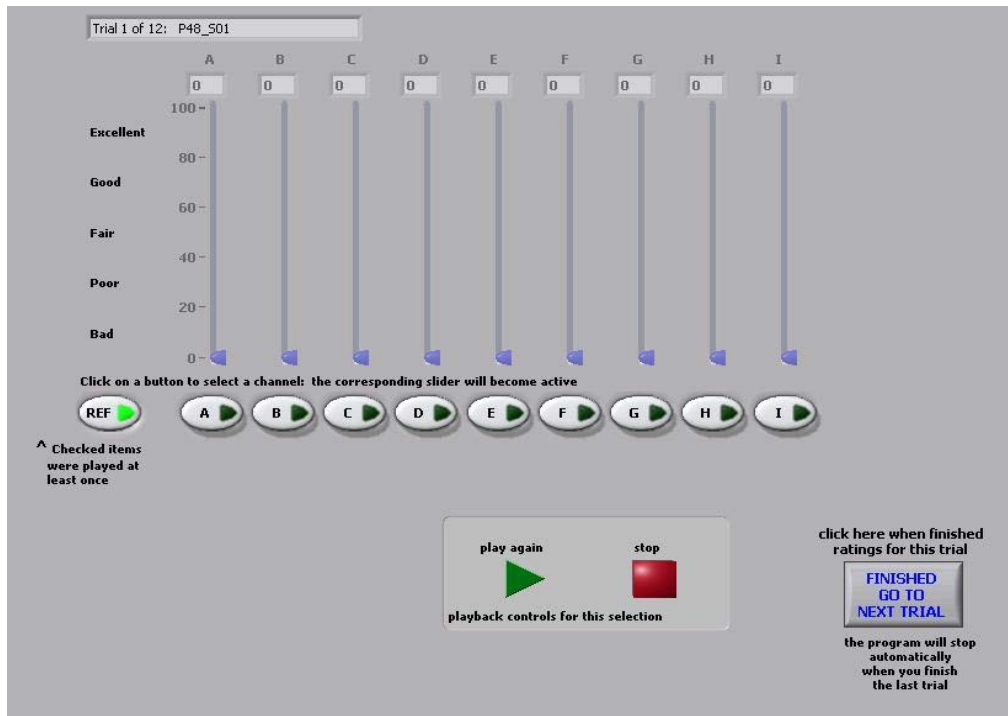 Trial 1 of 12: P48_S01
A B C D E F G H I
0 0 0 0 0 0 0 0 0
100
Excellent
80
Good
60
Fair
40
Poor
20
Bad
0
Click on a button to select a channel: the corresponding slider will become active
REF A B C D E F G H I
^ Checked items
were played at
least once
play again stop
playback controls for this selection
click here when finished
ratings for this trial
FINISHED
GO TO
NEXT TRIAL
the program will stop
automatically
when you finish
the last trial